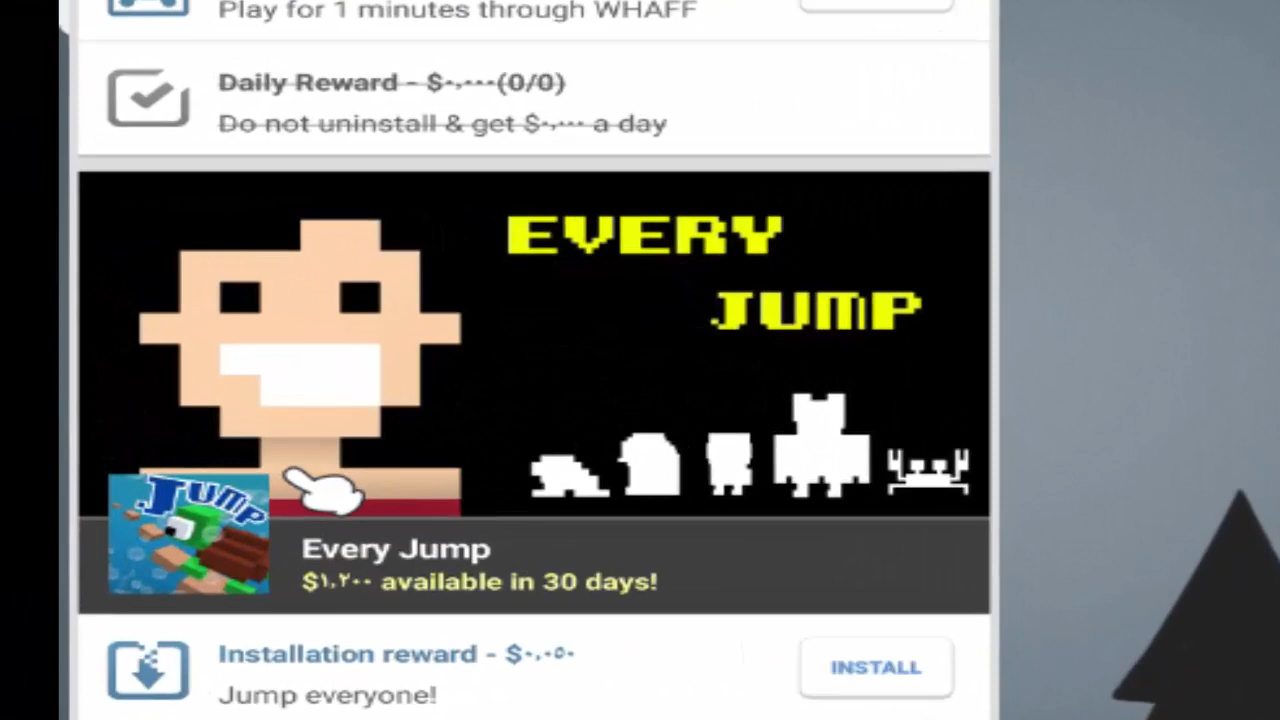 Play for 1 minutes through WHAFF
Daily Reward - $٠,٠٠٠(0/0)
Do not uninstall & get $٠,٠٠٠ a day
EVERY
JUMP
JUMP
Every Jump
$١,٢٠٠ available in 30 days!
Installation reward - $٠,٠٥٠
INSTALL
Jump everyone!